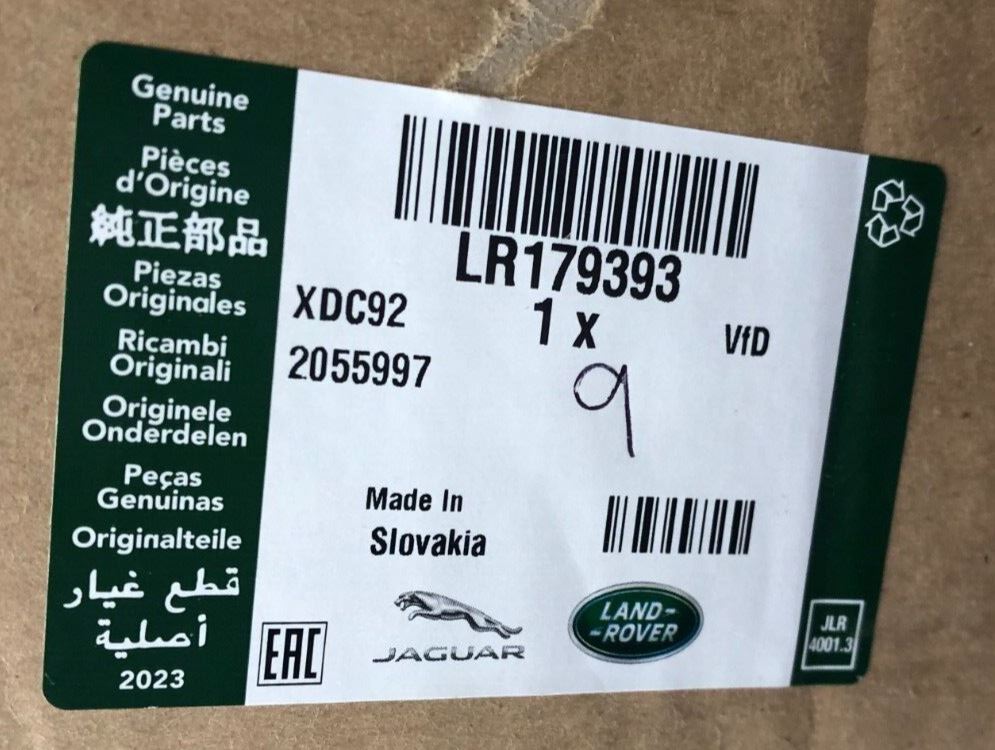 Genuine
Parts
Pièces
d'Origine
純正部品
Piezas
Originales
Ricambi
Originali
Originele
Onderdelen
Peças
Genuinas
Originalteile
قطع غيار
أصلية
2023
LR179393
XDC92
1 x
VfD
2055997
9
Made In
Slovakia
EAC
JAGUAR
LAND-
-ROVER
JLR
4001.3